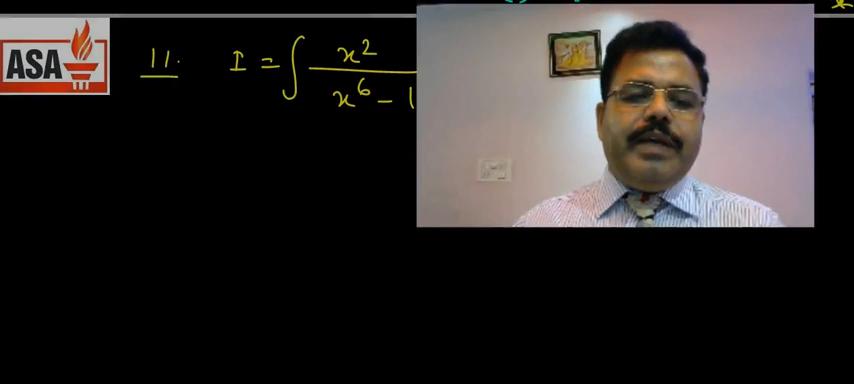 ASA
11. I = ∫ x² / x⁶ - 1